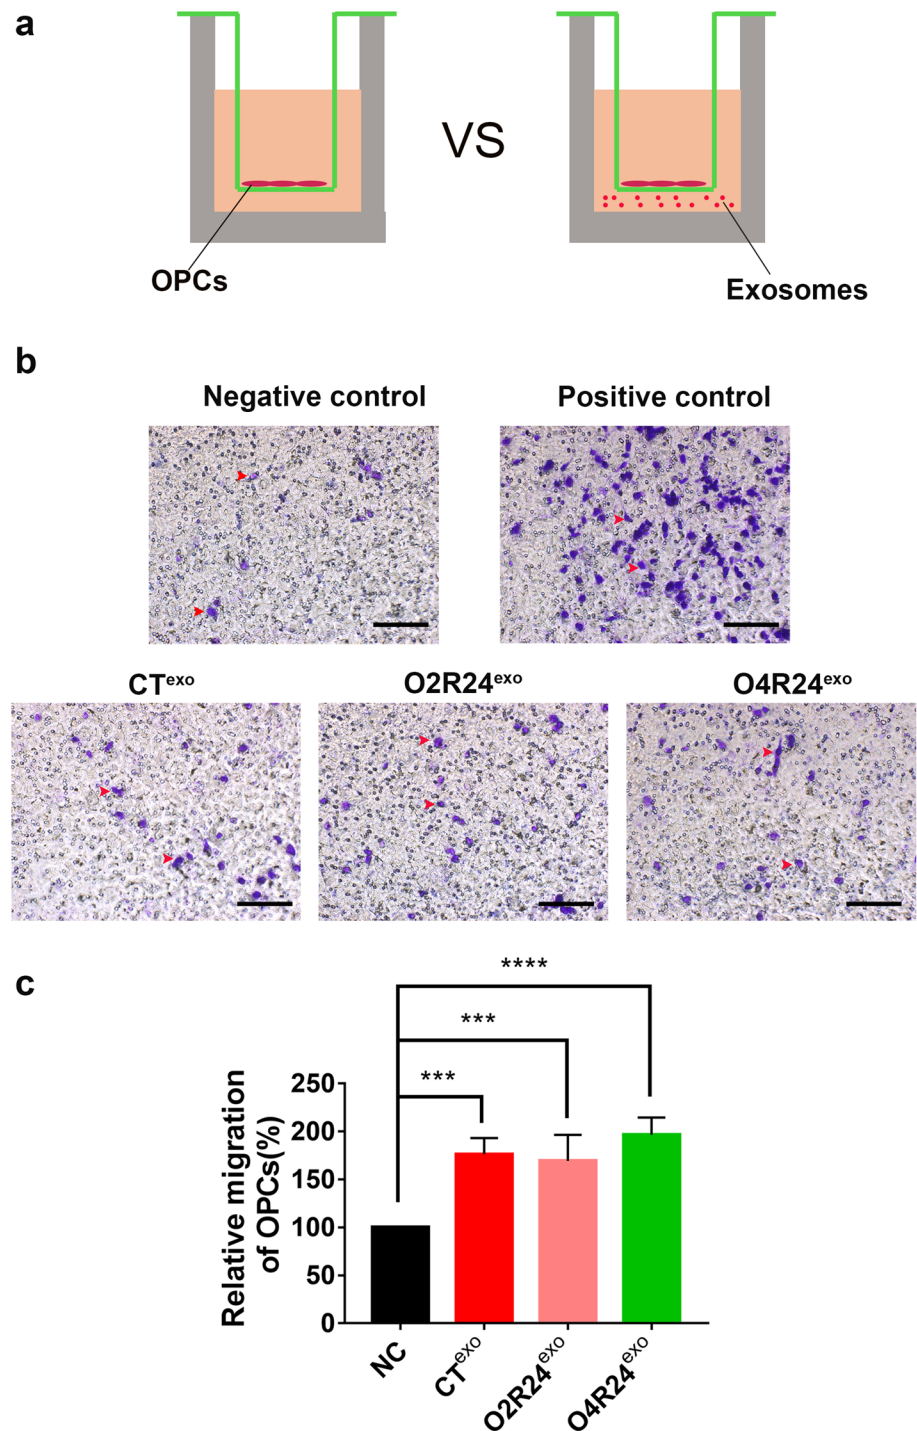 a
VS
OPCs
Exosomes
b
Negative control
Positive control
CTexo
O2R24exo
O4R24exo
c
****
***
***
Relative migration
of OPCs(%)
250
200
150
100
50
0
NC
CTexo
O2R24exo
O4R24exo